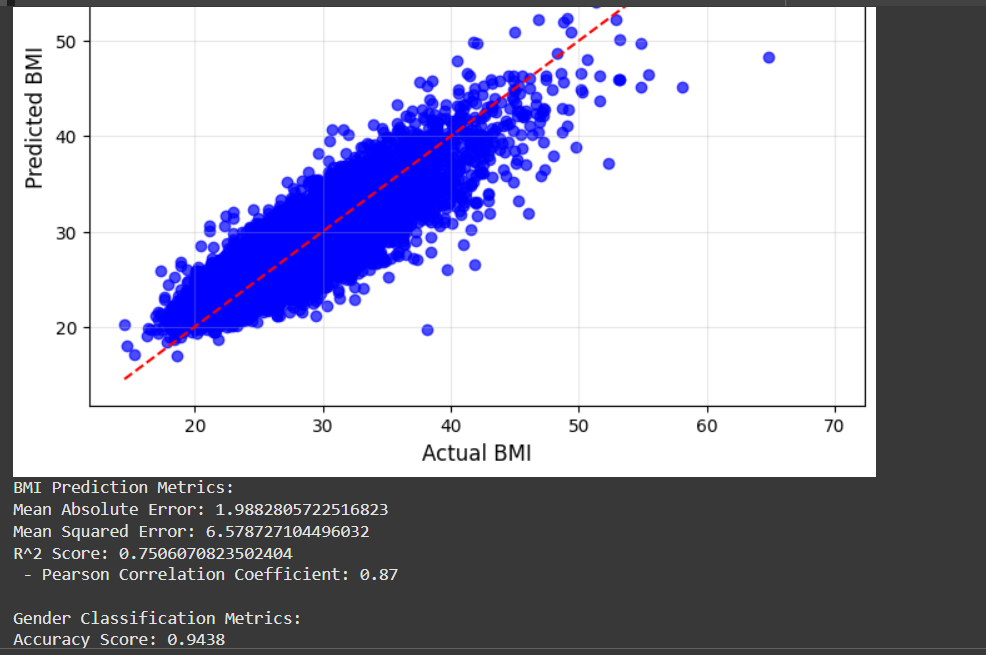 50
40
30
20
Predicted BMI
20 30 40 50 60 70
Actual BMI
BMI Prediction Metrics:
Mean Absolute Error: 1.9882805722516823
Mean Squared Error: 6.578727104496032
R^2 Score: 0.7506070823502404
- Pearson Correlation Coefficient: 0.87
Gender Classification Metrics:
Accuracy Score: 0.9438